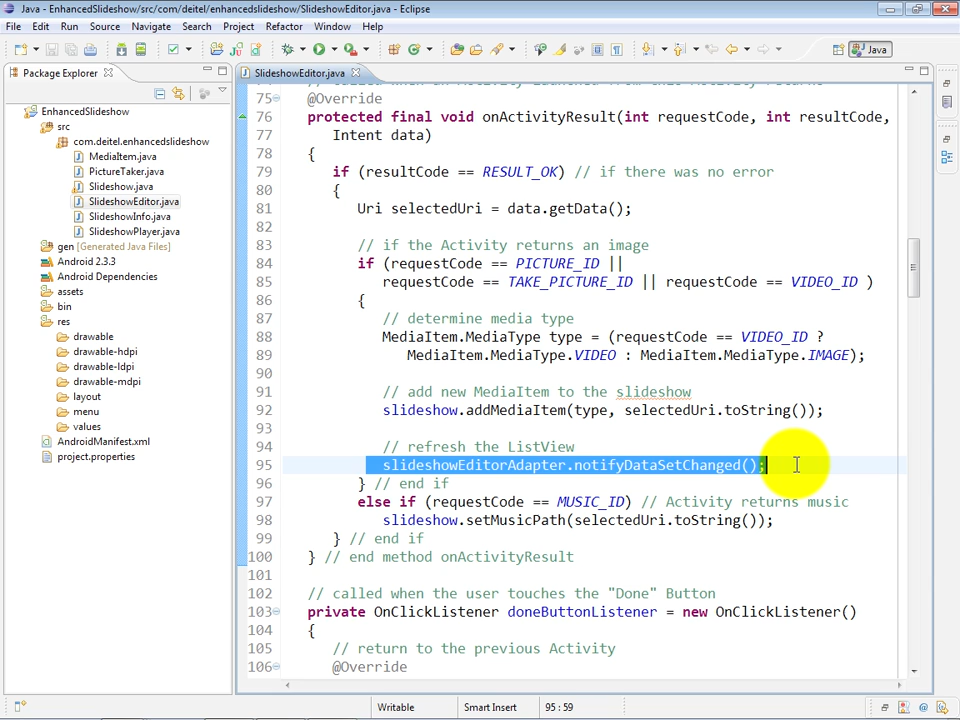 Java - EnhancedSlideshow/src/com/deitel/enhancedslideshow/SlideshowEditor.java - Eclipse
File Edit Run Source Navigate Search Project Refactor Window Help
Java
Package Explorer
EnhancedSlideshow
src
com.deitel.enhancedslideshow
MediaItem.java
PictureTaker.java
Slideshow.java
SlideshowEditor.java
SlideshowInfo.java
SlideshowPlayer.java
gen [Generated Java Files]
Android 2.3.3
Android Dependencies
assets
bin
res
drawable
drawable-hdpi
drawable-ldpi
drawable-mdpi
layout
menu
values
AndroidManifest.xml
project.properties
SlideshowEditor.java
75 @Override
76 protected final void onActivityResult(int requestCode, int resultCode,
77 Intent data)
78 {
79 if (resultCode == RESULT_OK) // if there was no error
80 {
81 Uri selectedUri = data.getData();
82
83 // if the Activity returns an image
84 if (requestCode == PICTURE_ID ||
85 requestCode == TAKE_PICTURE_ID || requestCode == VIDEO_ID )
86 {
87 // determine media type
88 MediaItem.MediaType type = (requestCode == VIDEO_ID ?
89 MediaItem.MediaType.VIDEO : MediaItem.MediaType.IMAGE);
90
91 // add new MediaItem to the slideshow
92 slideshow.addMediaItem(type, selectedUri.toString());
93
94 // refresh the ListView
95 slideshowEditorAdapter.notifyDataSetChanged();
96 } // end if
97 else if (requestCode == MUSIC_ID) // Activity returns music
98 slideshow.setMusicPath(selectedUri.toString());
99 } // end if
100 } // end method onActivityResult
101
102 // called when the user touches the "Done" Button
103 private OnClickListener doneButtonListener = new OnClickListener()
104 {
105 // return to the previous Activity
106 @Override
Writable Smart Insert 95 : 59